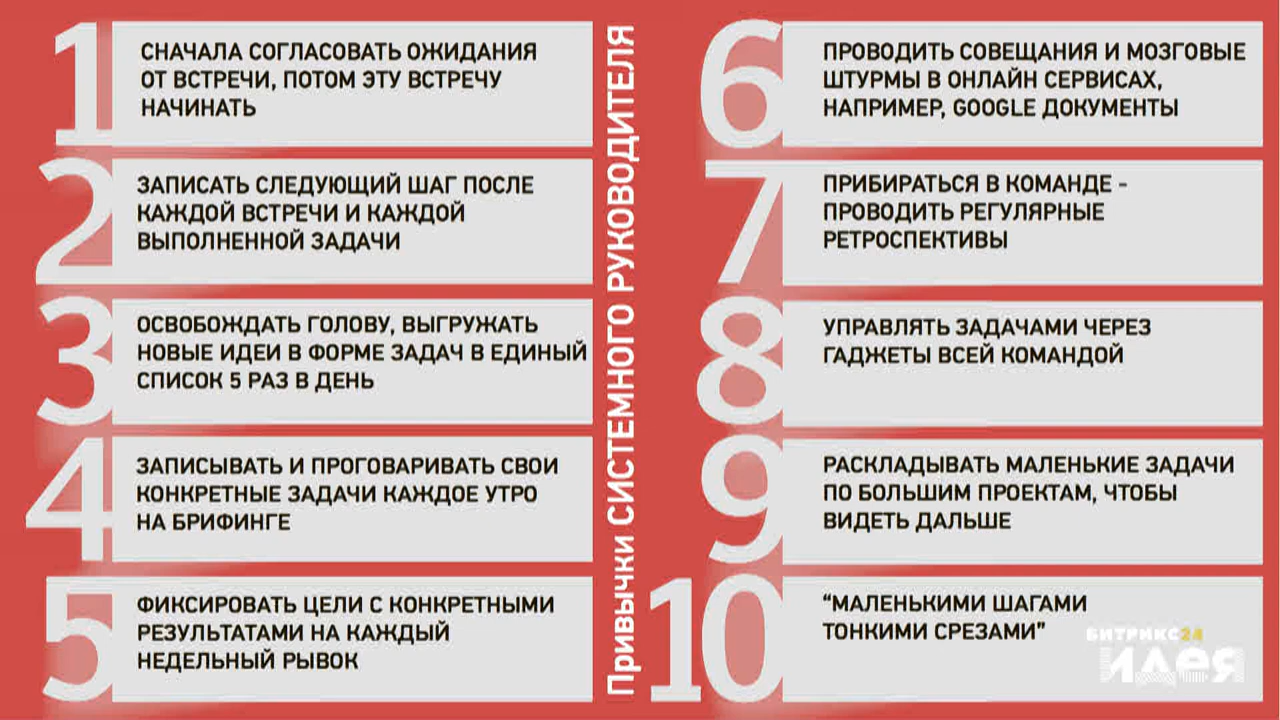 1
СНАЧАЛА СОГЛАСОВАТЬ ОЖИДАНИЯ
ОТ ВСТРЕЧИ, ПОТОМ ЭТУ ВСТРЕЧУ
НАЧИНАТЬ
2
ЗАПИСАТЬ СЛЕДУЮЩИЙ ШАГ ПОСЛЕ
КАЖДОЙ ВСТРЕЧИ И КАЖДОЙ
ВЫПОЛНЕННОЙ ЗАДАЧИ
3
ОСВОБОЖДАТЬ ГОЛОВУ, ВЫГРУЖАТЬ
НОВЫЕ ИДЕИ В ФОРМЕ ЗАДАЧ В ЕДИНЫЙ
СПИСОК 5 РАЗ В ДЕНЬ
4
ЗАПИСЫВАТЬ И ПРОГОВАРИВАТЬ СВОИ
КОНКРЕТНЫЕ ЗАДАЧИ КАЖДОЕ УТРО
НА БРИФИНГЕ
5
ФИКСИРОВАТЬ ЦЕЛИ С КОНКРЕТНЫМИ
РЕЗУЛЬТАТАМИ НА КАЖДЫЙ
НЕДЕЛЬНЫЙ РЫВОК
Привычки СИСТЕМНОГО РУКОВОДИТЕЛЯ
6
ПРОВОДИТЬ СОВЕЩАНИЯ И МОЗГОВЫЕ
ШТУРМЫ В ОНЛАЙН СЕРВИСАХ,
НАПРИМЕР, GOOGLE ДОКУМЕНТЫ
7
ПРИБИРАТЬСЯ В КОМАНДЕ -
ПРОВОДИТЬ РЕГУЛЯРНЫЕ
РЕТРОСПЕКТИВЫ
8
УПРАВЛЯТЬ ЗАДАЧАМИ ЧЕРЕЗ
ГАДЖЕТЫ ВСЕЙ КОМАНДОЙ
9
РАСКЛАДЫВАТЬ МАЛЕНЬКИЕ ЗАДАЧИ
ПО БОЛЬШИМ ПРОЕКТАМ, ЧТОБЫ
ВИДЕТЬ ДАЛЬШЕ
10
“МАЛЕНЬКИМИ ШАГАМИ
ТОНКИМИ СРЕЗАМИ”
БИТРИКС24
идея